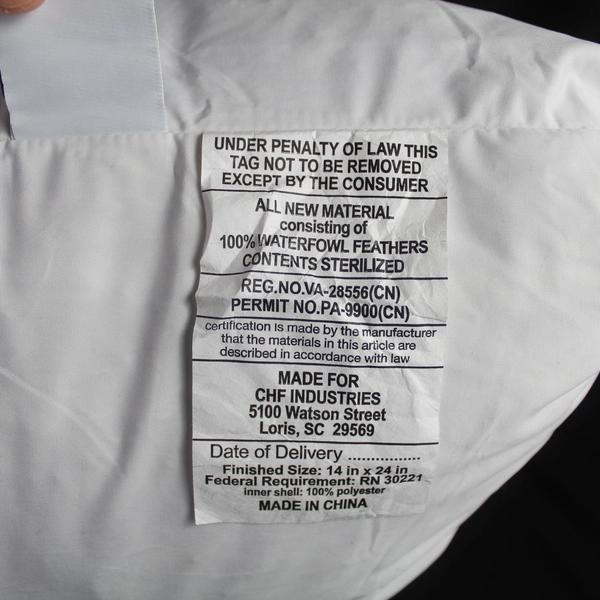 UNDER PENALTY OF LAW THIS
TAG NOT TO BE REMOVED
EXCEPT BY THE CONSUMER
ALL NEW MATERIAL
consisting of
100% WATERFOWL FEATHERS
CONTENTS STERILIZED
REG.NO.VA-28556(CN)
PERMIT NO.PA-9900(CN)
certification is made by the manufacturer
that the materials in this article are
described in accordance with law
MADE FOR
CHF INDUSTRIES
5100 Watson Street
Loris, SC 29569
Date of Delivery ................
Finished Size: 14 in x 24 in
Federal Requirement: RN 30221
inner shell: 100% polyester
MADE IN CHINA